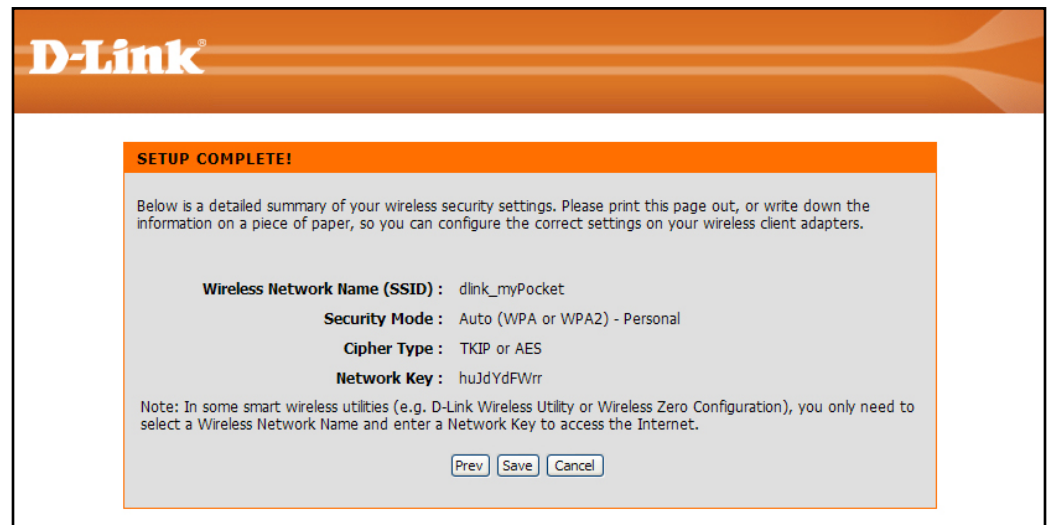 D-Link®
SETUP COMPLETE!
Below is a detailed summary of your wireless security settings. Please print this page out, or write down the
information on a piece of paper, so you can configure the correct settings on your wireless client adapters.
Wireless Network Name (SSID) : dlink_myPocket
Security Mode : Auto (WPA or WPA2) - Personal
Cipher Type : TKIP or AES
Network Key : huJdYdFWrr
Note: In some smart wireless utilities (e.g. D-Link Wireless Utility or Wireless Zero Configuration), you only need to
select a Wireless Network Name and enter a Network Key to access the Internet.
Prev Save Cancel